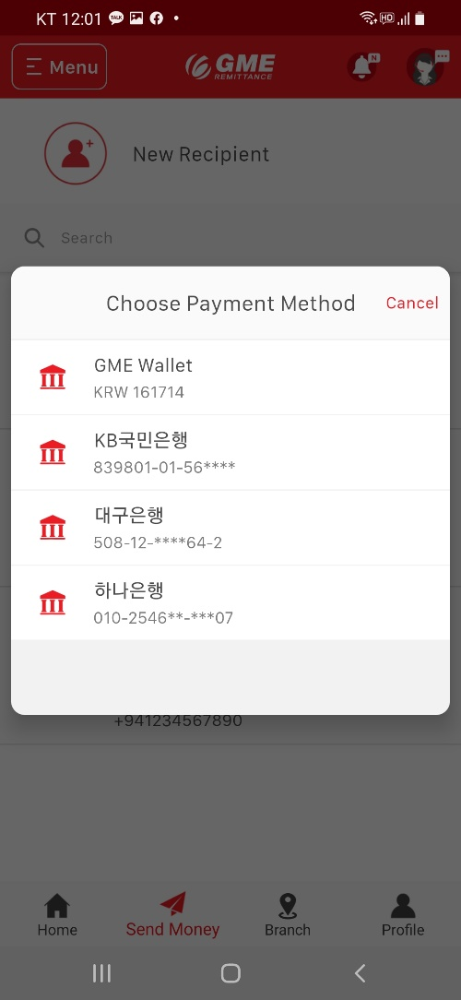 KT 12:01
TALK
HD
Menu
GME
REMITTANCE
N
New Recipient
Search
Choose Payment Method
Cancel
GME Wallet
KRW 161714
KB국민은행
839801-01-56****
대구은행
508-12-****64-2
하나은행
010-2546**-***07
+941234567890
Home
Send Money
Branch
Profile